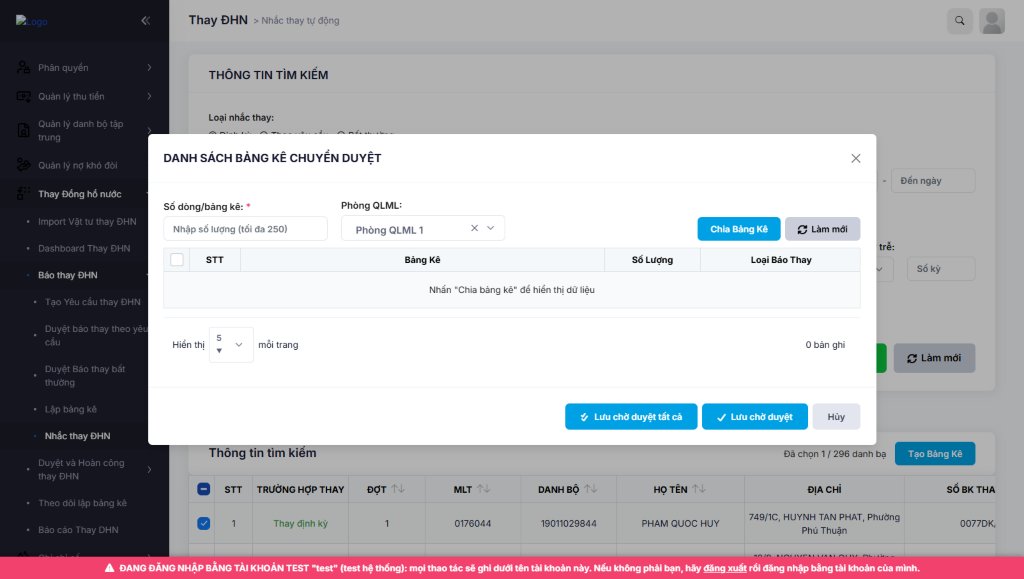 Logo
Thay ĐHN > Nhắc thay tự động
Phân quyền
Quản lý thu tiền
Quản lý danh bộ tập
trung
Quản lý nợ khó đòi
Thay Đồng hồ nước
Import Vật tư thay ĐHN
Dashboard Thay ĐHN
Báo thay ĐHN
Tạo Yêu cầu thay ĐHN
Duyệt báo thay theo yêu
cầu
Duyệt Báo thay bất
thường
Lập bảng kê
Nhắc thay ĐHN
Duyệt và Hoàn công
thay ĐHN
Theo dõi lập bảng kê
Báo cáo Thay ĐHN
THÔNG TIN TÌM KIẾM
Loại nhắc thay:
- Đến ngày
trễ:
Số kỳ
Làm mới
DANH SÁCH BẢNG KÊ CHUYỂN DUYỆT
Số dòng/bảng kê: *
Phòng QLML:
Nhập số lượng (tối đa 250)
Phòng QLML 1
Chia Bảng Kê
Làm mới
STT Bảng Kê Số Lượng Loại Báo Thay
Nhấn "Chia bảng kê" để hiển thị dữ liệu
Hiển thị 5 mỗi trang
0 bản ghi
Lưu chờ duyệt tất cả
Lưu chờ duyệt
Hủy
Thông tin tìm kiếm
Đã chọn 1 / 296 danh bạ
Tạo Bảng Kê
STT TRƯỜNG HỢP THAY ĐỢT MLT DANH BỘ HỌ TÊN ĐỊA CHỈ SỐ BK THA
1 Thay định kỳ 1 0176044 19011029844 PHAM QUOC HUY 749/1C, HUYNH TAN PHAT, Phường
Phú Thuận
0077DK,
ĐANG ĐĂNG NHẬP BẰNG TÀI KHOẢN TEST "test" (test hệ thống): mọi thao tác sẽ ghi dưới tên tài khoản này. Nếu không phải bạn, hãy đăng xuất rồi đăng nhập bằng tài khoản của mình.